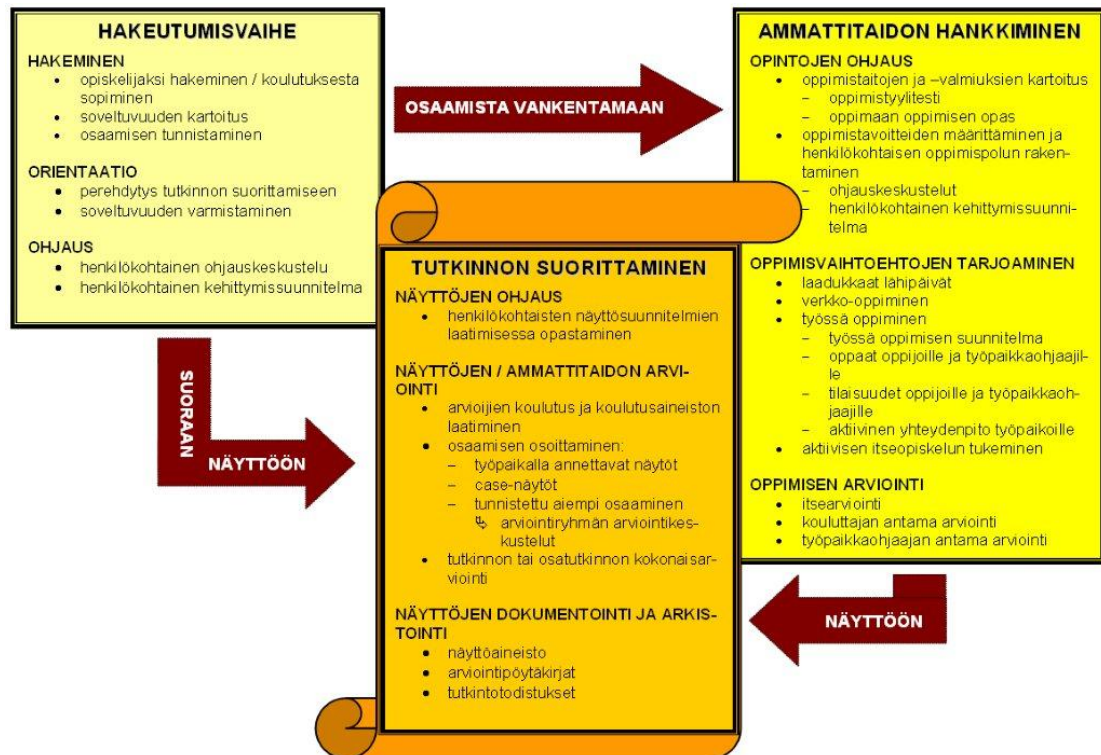 HAKEUTUMISVAIHE
HAKEMINEN
• opiskelijaksi hakeminen / koulutuksesta
sopiminen
• soveltuvuuden kartoitus
• osaamisen tunnistaminen
ORIENTAATIO
• perehdytys tutkinnon suorittamiseen
• soveltuvuuden varmistaminen
OHJAUS
• henkilökohtainen ohjauskeskustelu
• henkilökohtainen kehittymissuunnitelma
OSAAMISTA VANKENTAMAAN
AMMATTITAIDON HANKKIMINEN
OPINTOJEN OHJAUS
• oppimistaitojen ja –valmiuksien kartoitus
– oppimistyylitesti
– oppimaan oppimisen opas
• oppimistavoitteiden määrittäminen ja
henkilökohtaisen oppimispolun raken-
taminen
– ohjauskeskustelut
– henkilökohtainen kehittymissuunni-
telma
OPPIMISVAIHTOEHTOJEN TARJOAMINEN
• laadukkaat lähipäivät
• verkko-oppiminen
• työssä oppiminen
– työssä oppimisen suunnitelma
– oppaat oppijoille ja työpaikkaohjaajil-
le
– tilaisuudet oppijoille ja työpaikkaoh-
jaajille
– aktiivinen yhteydenpito työpaikoille
• aktiivisen itseopiskelun tukeminen
OPPIMISEN ARVIOINTI
• itsearviointi
• kouluttajan antama arviointi
• työpaikkaohjaajan antama arviointi
SUORAAN
NÄYTTÖÖN
TUTKINNON SUORITTAMINEN
NÄYTTÖJEN OHJAUS
• henkilökohtaisten näyttösuunnitelmien
laatimisessa opastaminen
NÄYTTÖJEN / AMMATTITAIDON ARVI-
OINTI
• arvioijien koulutus ja koulutusaineiston
laatiminen
• osaamisen osoittaminen:
– työpaikalla annettavat näytöt
– case-näytöt
– tunnistettu aiempi osaaminen
↳ arviointiryhmän arviointikes-
kustelut
• tutkinnon tai osatutkinnon kokonaisar-
viointi
NÄYTTÖJEN DOKUMENTOINTI JA ARKIS-
TOINTI
• näyttöaineisto
• arviointipöytäkirjat
• tutkintotodistukset
NÄYTTÖÖN